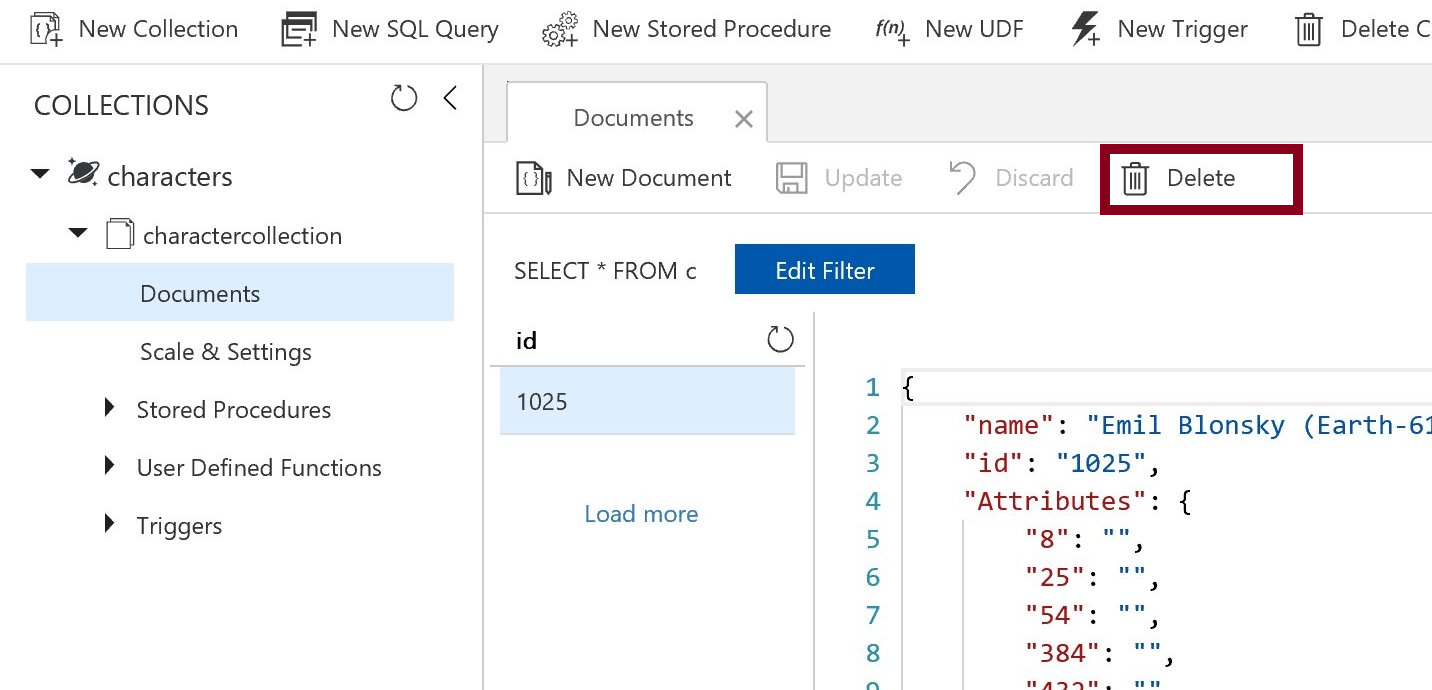 New Collection New SQL Query New Stored Procedure f(n) New UDF New Trigger Delete C
COLLECTIONS
characters
charactercollection
Documents
Scale & Settings
Stored Procedures
User Defined Functions
Triggers
Documents
New Document Update Discard Delete
SELECT * FROM c Edit Filter
id
1025
Load more
1 {
2 "name": "Emil Blonsky (Earth-61
3 "id": "1025",
4 "Attributes": {
5 "8": "",
6 "25": "",
7 "54": "",
8 "384": "",
9 "432": ""